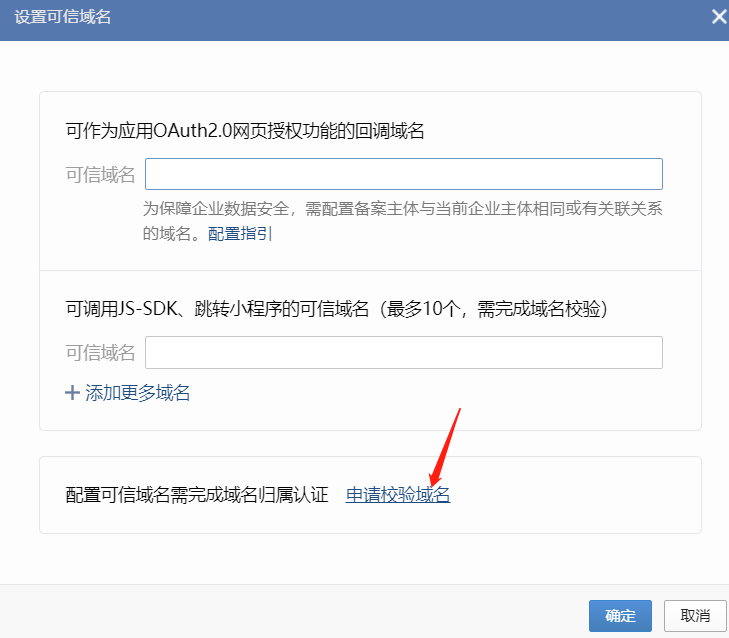 设置可信域名
可作为应用OAuth2.0网页授权功能的回调域名
可信域名
为保障企业数据安全，需配置备案主体与当前企业主体相同或有关联关系
的域名。配置指引
可调用JS-SDK、跳转小程序的可信域名（最多10个，需完成域名校验）
可信域名
添加更多域名
配置可信域名需完成域名归属认证 申请校验域名
确定 取消